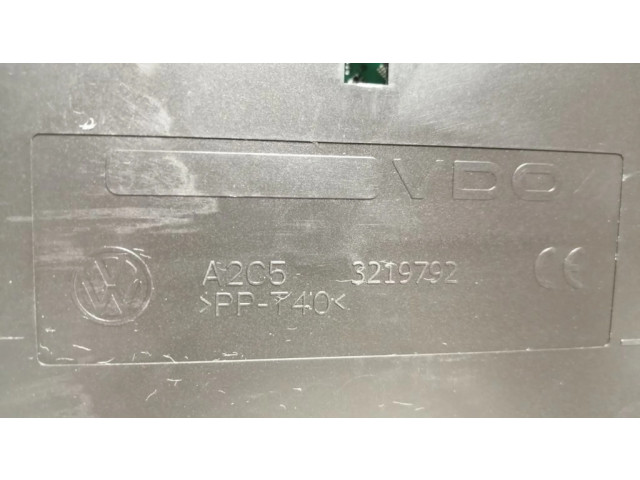 VDO
A2C5 3219792
>PP-T40<
CE